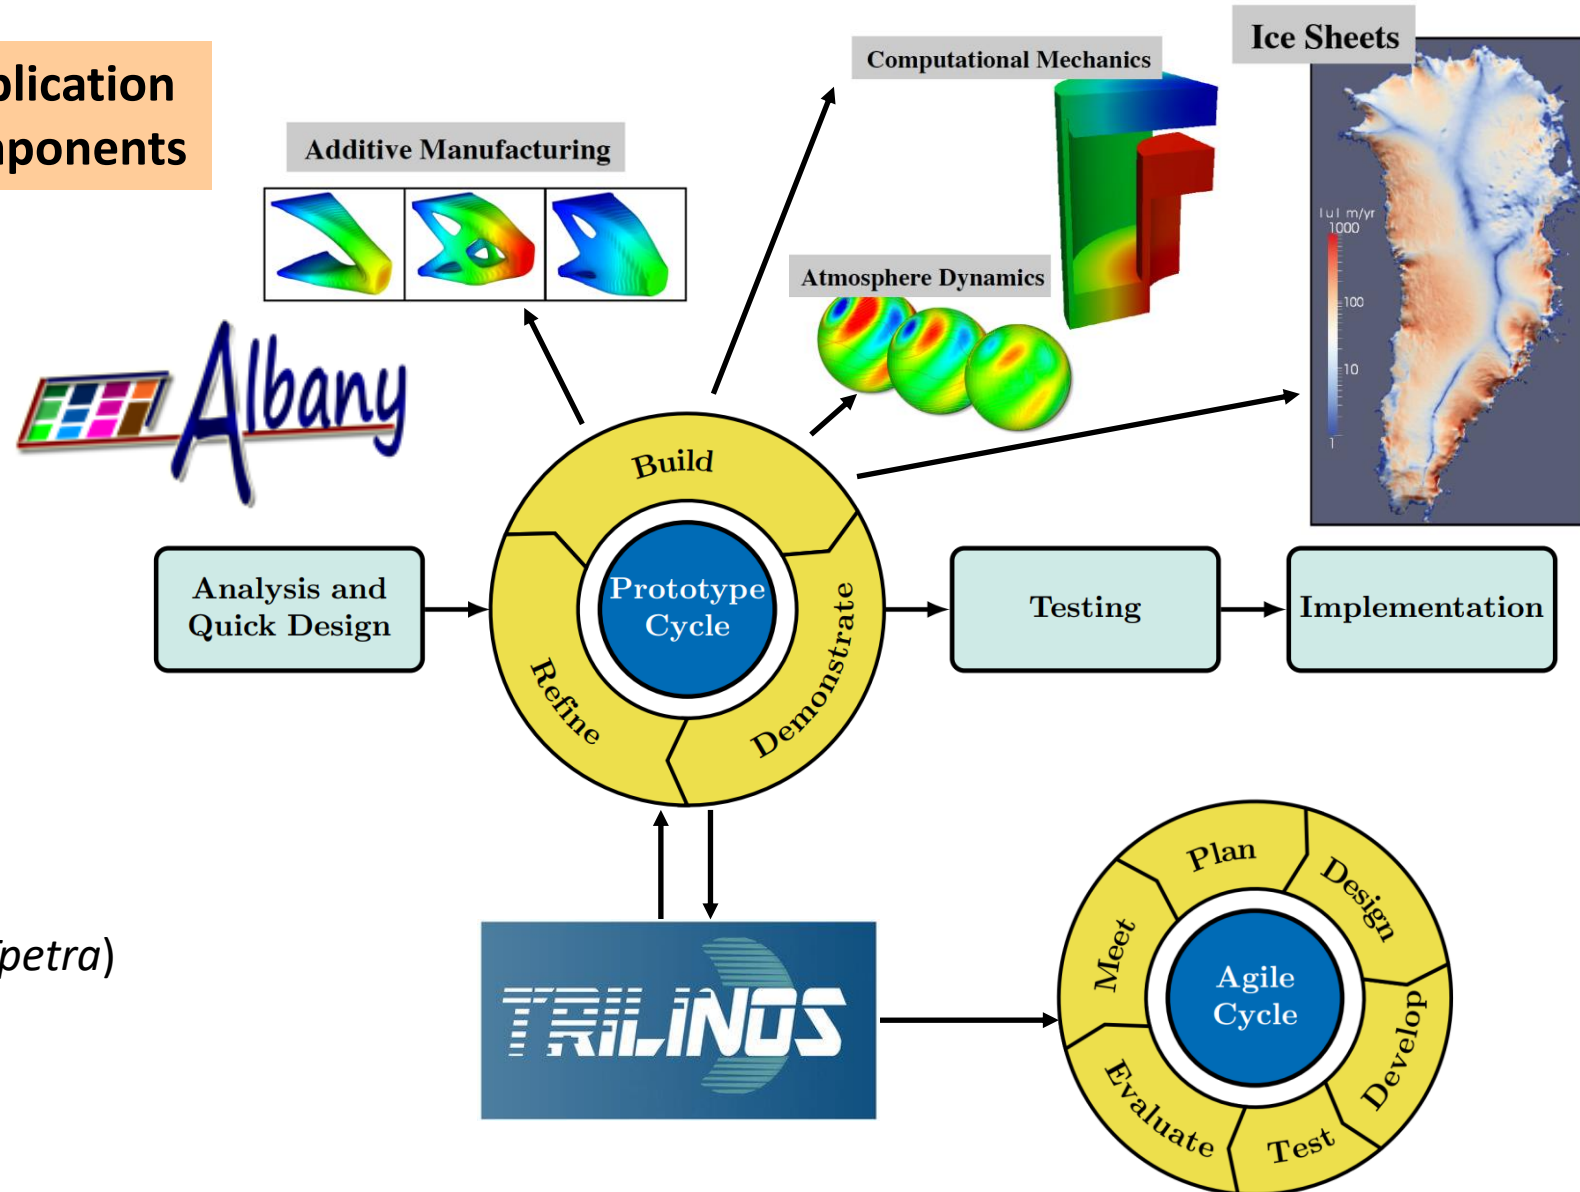 plication
nponents
Computational Mechanics
Ice Sheets
Additive Manufacturing
|u| m/yr
1000
100
10
1
Atmosphere Dynamics
Albany
Build
Prototype
Cycle
Demonstrate
Refine
Analysis and
Quick Design
Testing
Implementation
petra)
TRILINOS
Plan
Design
Develop
Test
Evaluate
Meet
Agile
Cycle